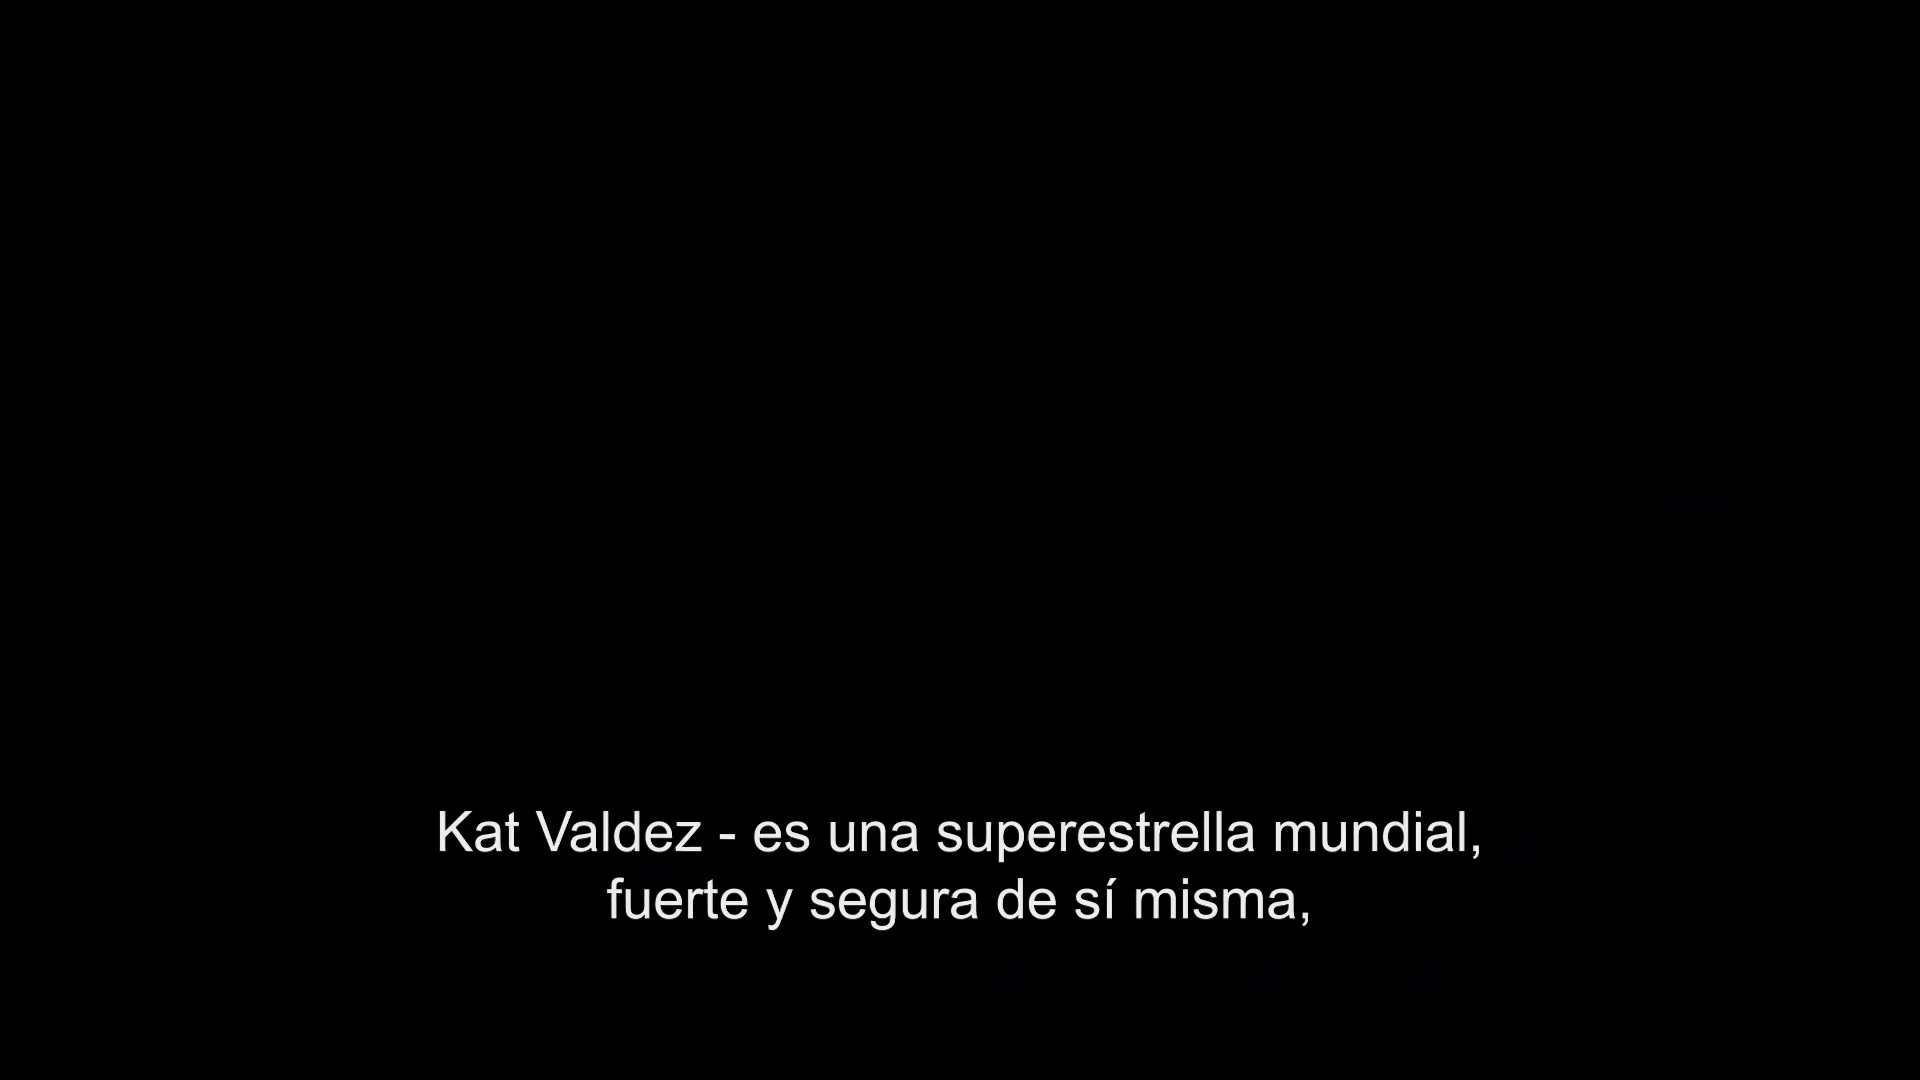 Kat Valdez - es una superestrella mundial,
fuerte y segura de sí misma,